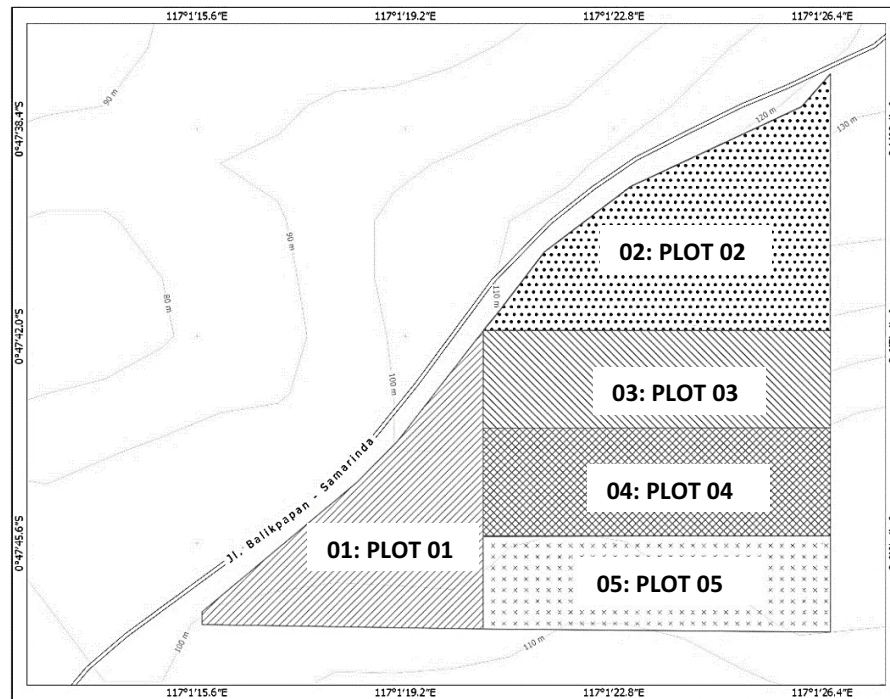 117°1'15.6"E 117°1'19.2"E 117°1'22.8"E 117°1'26.4"E
0°47'38.4"S
90 m
120 m
130 m
90 m
80 m
02: PLOT 02
110 m
0°47'42.0"S
100 m
03: PLOT 03
Jl. Balikpapan - Samarinda
04: PLOT 04
0°47'45.6"S
01: PLOT 01
05: PLOT 05
100 m
110 m
117°1'15.6"E 117°1'19.2"E 117°1'22.8"E 117°1'26.4"E